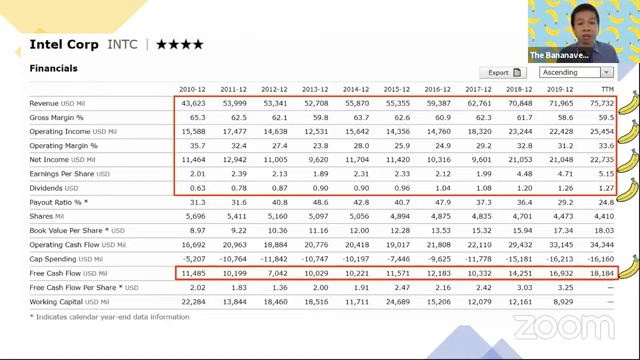 Intel Corp INTC ★★★★
The Bananave...
Financials
Export Ascending
2010-12 2011-12 2012-12 2013-12 2014-12 2015-12 2016-12 2017-12 2018-12 2019-12 TTM
Revenue USD Mil 43,623 53,999 53,341 52,708 55,870 55,355 59,387 62,761 70,848 71,965 75,732
Gross Margin % 65.3 62.5 62.1 59.8 63.7 62.6 60.9 62.3 61.7 58.6 59.5
Operating Income USD Mil 15,588 17,477 14,638 12,531 15,642 14,356 14,760 18,320 23,244 22,428 25,454
Operating Margin % 35.7 32.4 27.4 23.8 28.0 25.9 24.9 29.2 32.8 31.2 33.6
Net Income USD Mil 11,464 12,942 11,005 9,620 11,704 11,420 10,316 9,601 21,053 21,048 22,735
Earnings Per Share USD 2.01 2.39 2.13 1.89 2.31 2.33 2.12 1.99 4.48 4.71 5.15
Dividends USD 0.63 0.78 0.87 0.90 0.90 0.96 1.04 1.08 1.20 1.26 1.27
Payout Ratio % * 31.3 31.6 40.8 48.6 42.8 40.7 47.9 37.3 36.4 29.2 24.8
Shares Mil 5,696 5,411 5,160 5,097 5,056 4,894 4,875 4,835 4,701 4,473 4,410
Book Value Per Share * USD 8.97 9.22 10.36 11.16 12.00 12.28 13.53 15.32 15.94 17.34 18.03
Operating Cash Flow USD Mil 16,692 20,963 18,884 20,776 20,418 19,017 21,808 22,110 29,432 33,145 34,344
Cap Spending USD Mil -5,207 -10,764 -11,842 -10,747 -10,197 -7,446 -9,625 -11,778 -15,181 -16,213 -16,160
Free Cash Flow USD Mil 11,485 10,199 7,042 10,029 10,221 11,571 12,183 10,332 14,251 16,932 18,184
Free Cash Flow Per Share * USD 2.02 1.83 1.36 2.00 1.91 2.47 2.16 2.42 3.03 3.25 —
Working Capital USD Mil 22,284 13,844 18,460 18,516 11,711 24,689 15,206 12,079 12,161 8,929 —
* Indicates calendar year-end data information
zoom